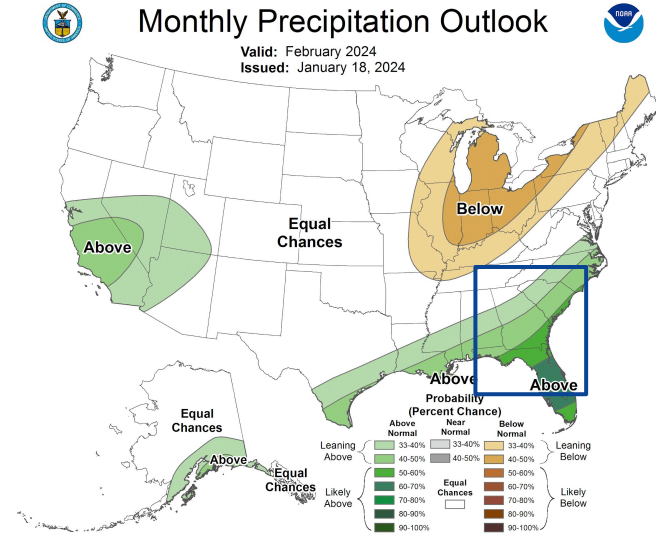 Monthly Precipitation Outlook
NOAA
Valid: February 2024
Issued: January 18, 2024
Equal
Chances
Above
Below
Above
Above
Equal
Chances
Above
Equal
Chances
Probability
(Percent Chance)
Above
Normal
Near
Normal
Below
Normal
Leaning
Above
33-40%
33-40%
33-40%
Leaning
Below
40-50%
40-50%
40-50%
50-60%
50-60%
Likely
Above
60-70%
Equal
Chances
60-70%
Likely
Below
70-80%
70-80%
80-90%
80-90%
90-100%
90-100%